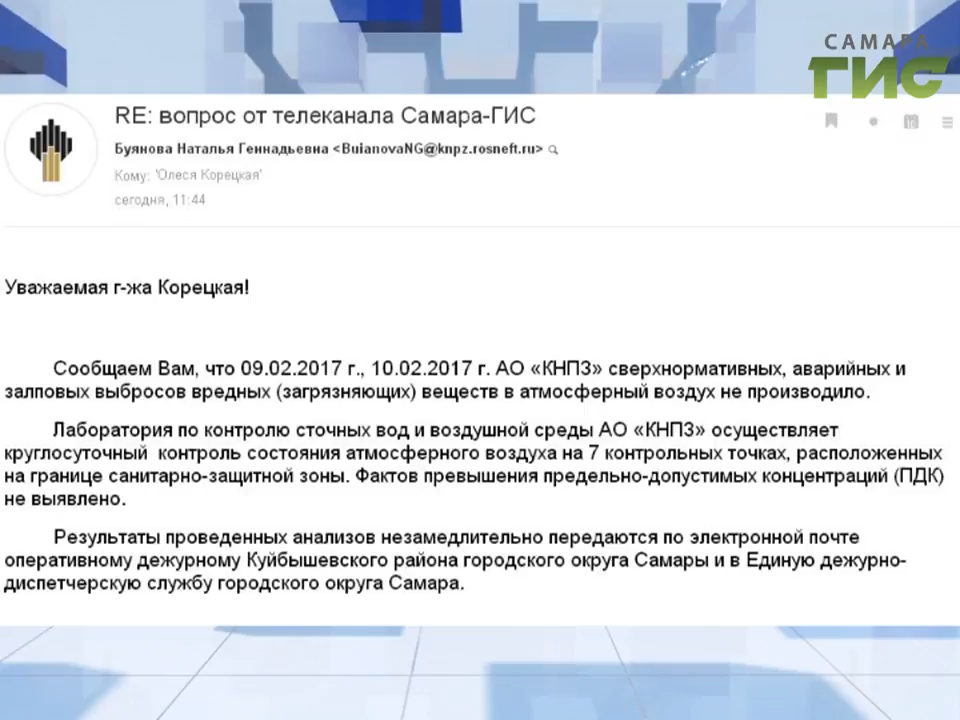 САМАРА
ГИС
RE: вопрос от телеканала Самара-ГИС
Буянова Наталья Геннадьевна <BuianovaNG@knpz.rosneft.ru>
Кому: 'Олеся Корецкая'
сегодня, 11:44
Уважаемая г-жа Корецкая!
Сообщаем Вам, что 09.02.2017 г., 10.02.2017 г. АО «КНПЗ» сверхнормативных, аварийных и
залповых выбросов вредных (загрязняющих) веществ в атмосферный воздух не производило.
Лаборатория по контролю сточных вод и воздушной среды АО «КНПЗ» осуществляет
круглосуточный контроль состояния атмосферного воздуха на 7 контрольных точках, расположенных
на границе санитарно-защитной зоны. Фактов превышения предельно-допустимых концентраций (ПДК)
не выявлено.
Результаты проведенных анализов незамедлительно передаются по электронной почте
оперативному дежурному Куйбышевского района городского округа Самары и в Единую дежурно-
диспетчерскую службу городского округа Самара.